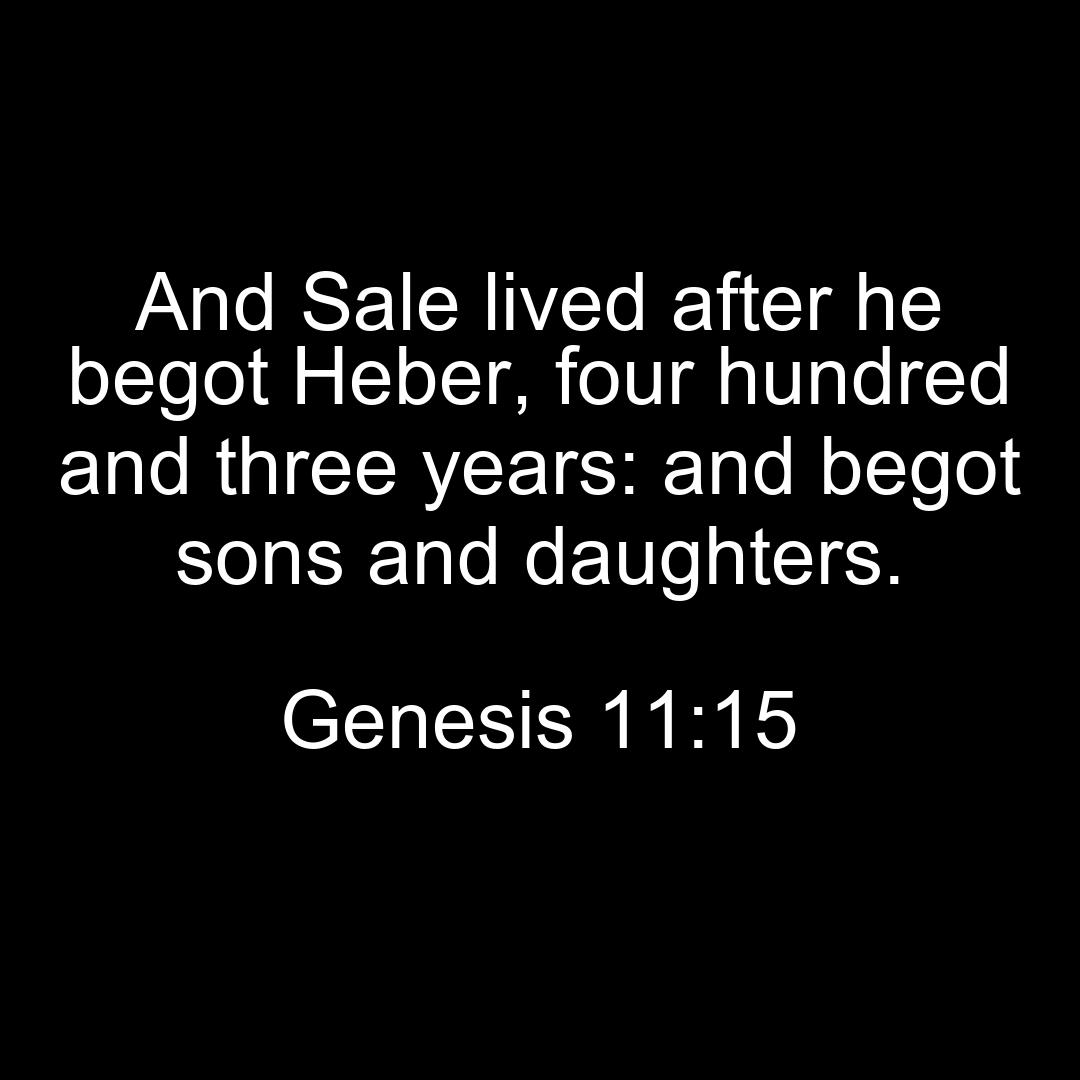 And Sale lived after he
begot Heber, four hundred
and three years: and begot
sons and daughters.
Genesis 11:15